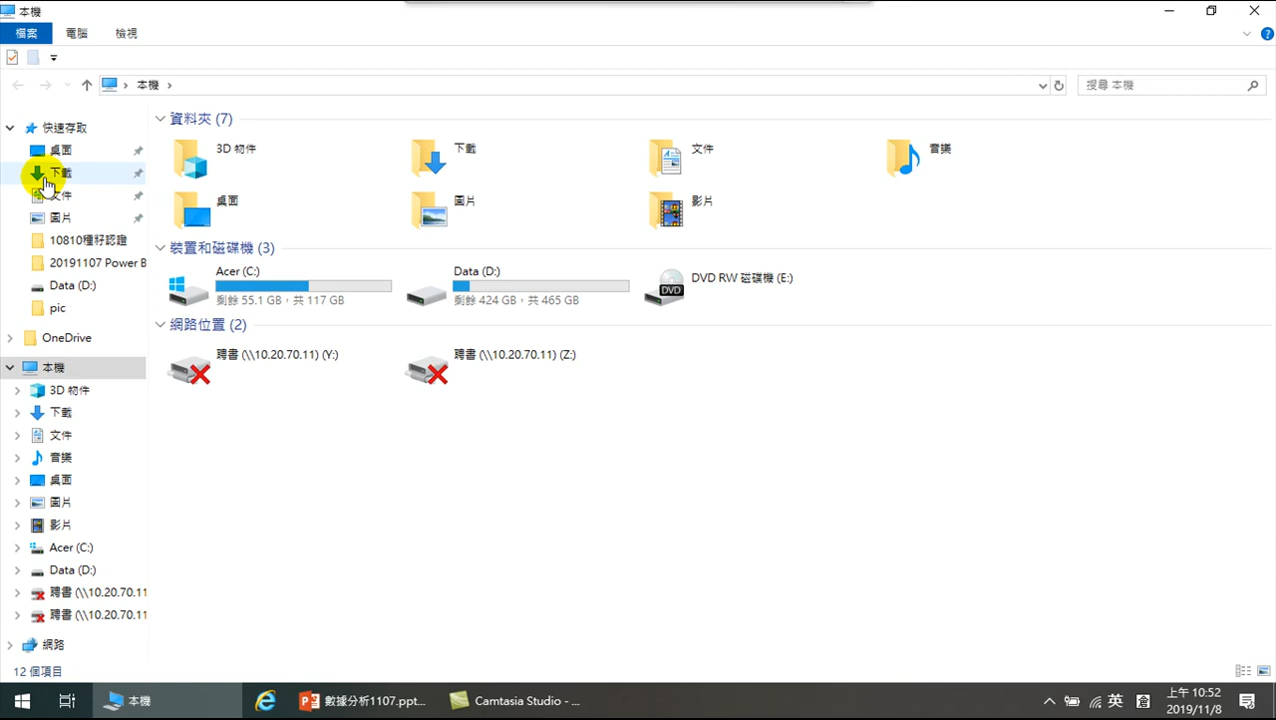 本機
檔案 電腦 檢視
本機
搜尋 本機
快速存取
桌面
下載
文件
圖片
10810種籽認證
20191107 Power B
Data (D:)
pic
OneDrive
本機
3D 物件
下載
文件
音樂
桌面
圖片
影片
Acer (C:)
Data (D:)
聘書 (\\10.20.70.11
聘書 (\\10.20.70.11
網路
資料夾 (7)
3D 物件
下載
文件
音樂
桌面
圖片
影片
裝置和磁碟機 (3)
Acer (C:)
剩餘 55.1 GB，共 117 GB
Data (D:)
剩餘 424 GB，共 465 GB
DVD RW 磁碟機 (E:)
DVD
網路位置 (2)
聘書 (\\10.20.70.11) (Y:)
聘書 (\\10.20.70.11) (Z:)
12 個項目
本機
數據分析1107.ppt...
Camtasia Studio - ...
英
上午 10:52
2019/11/8